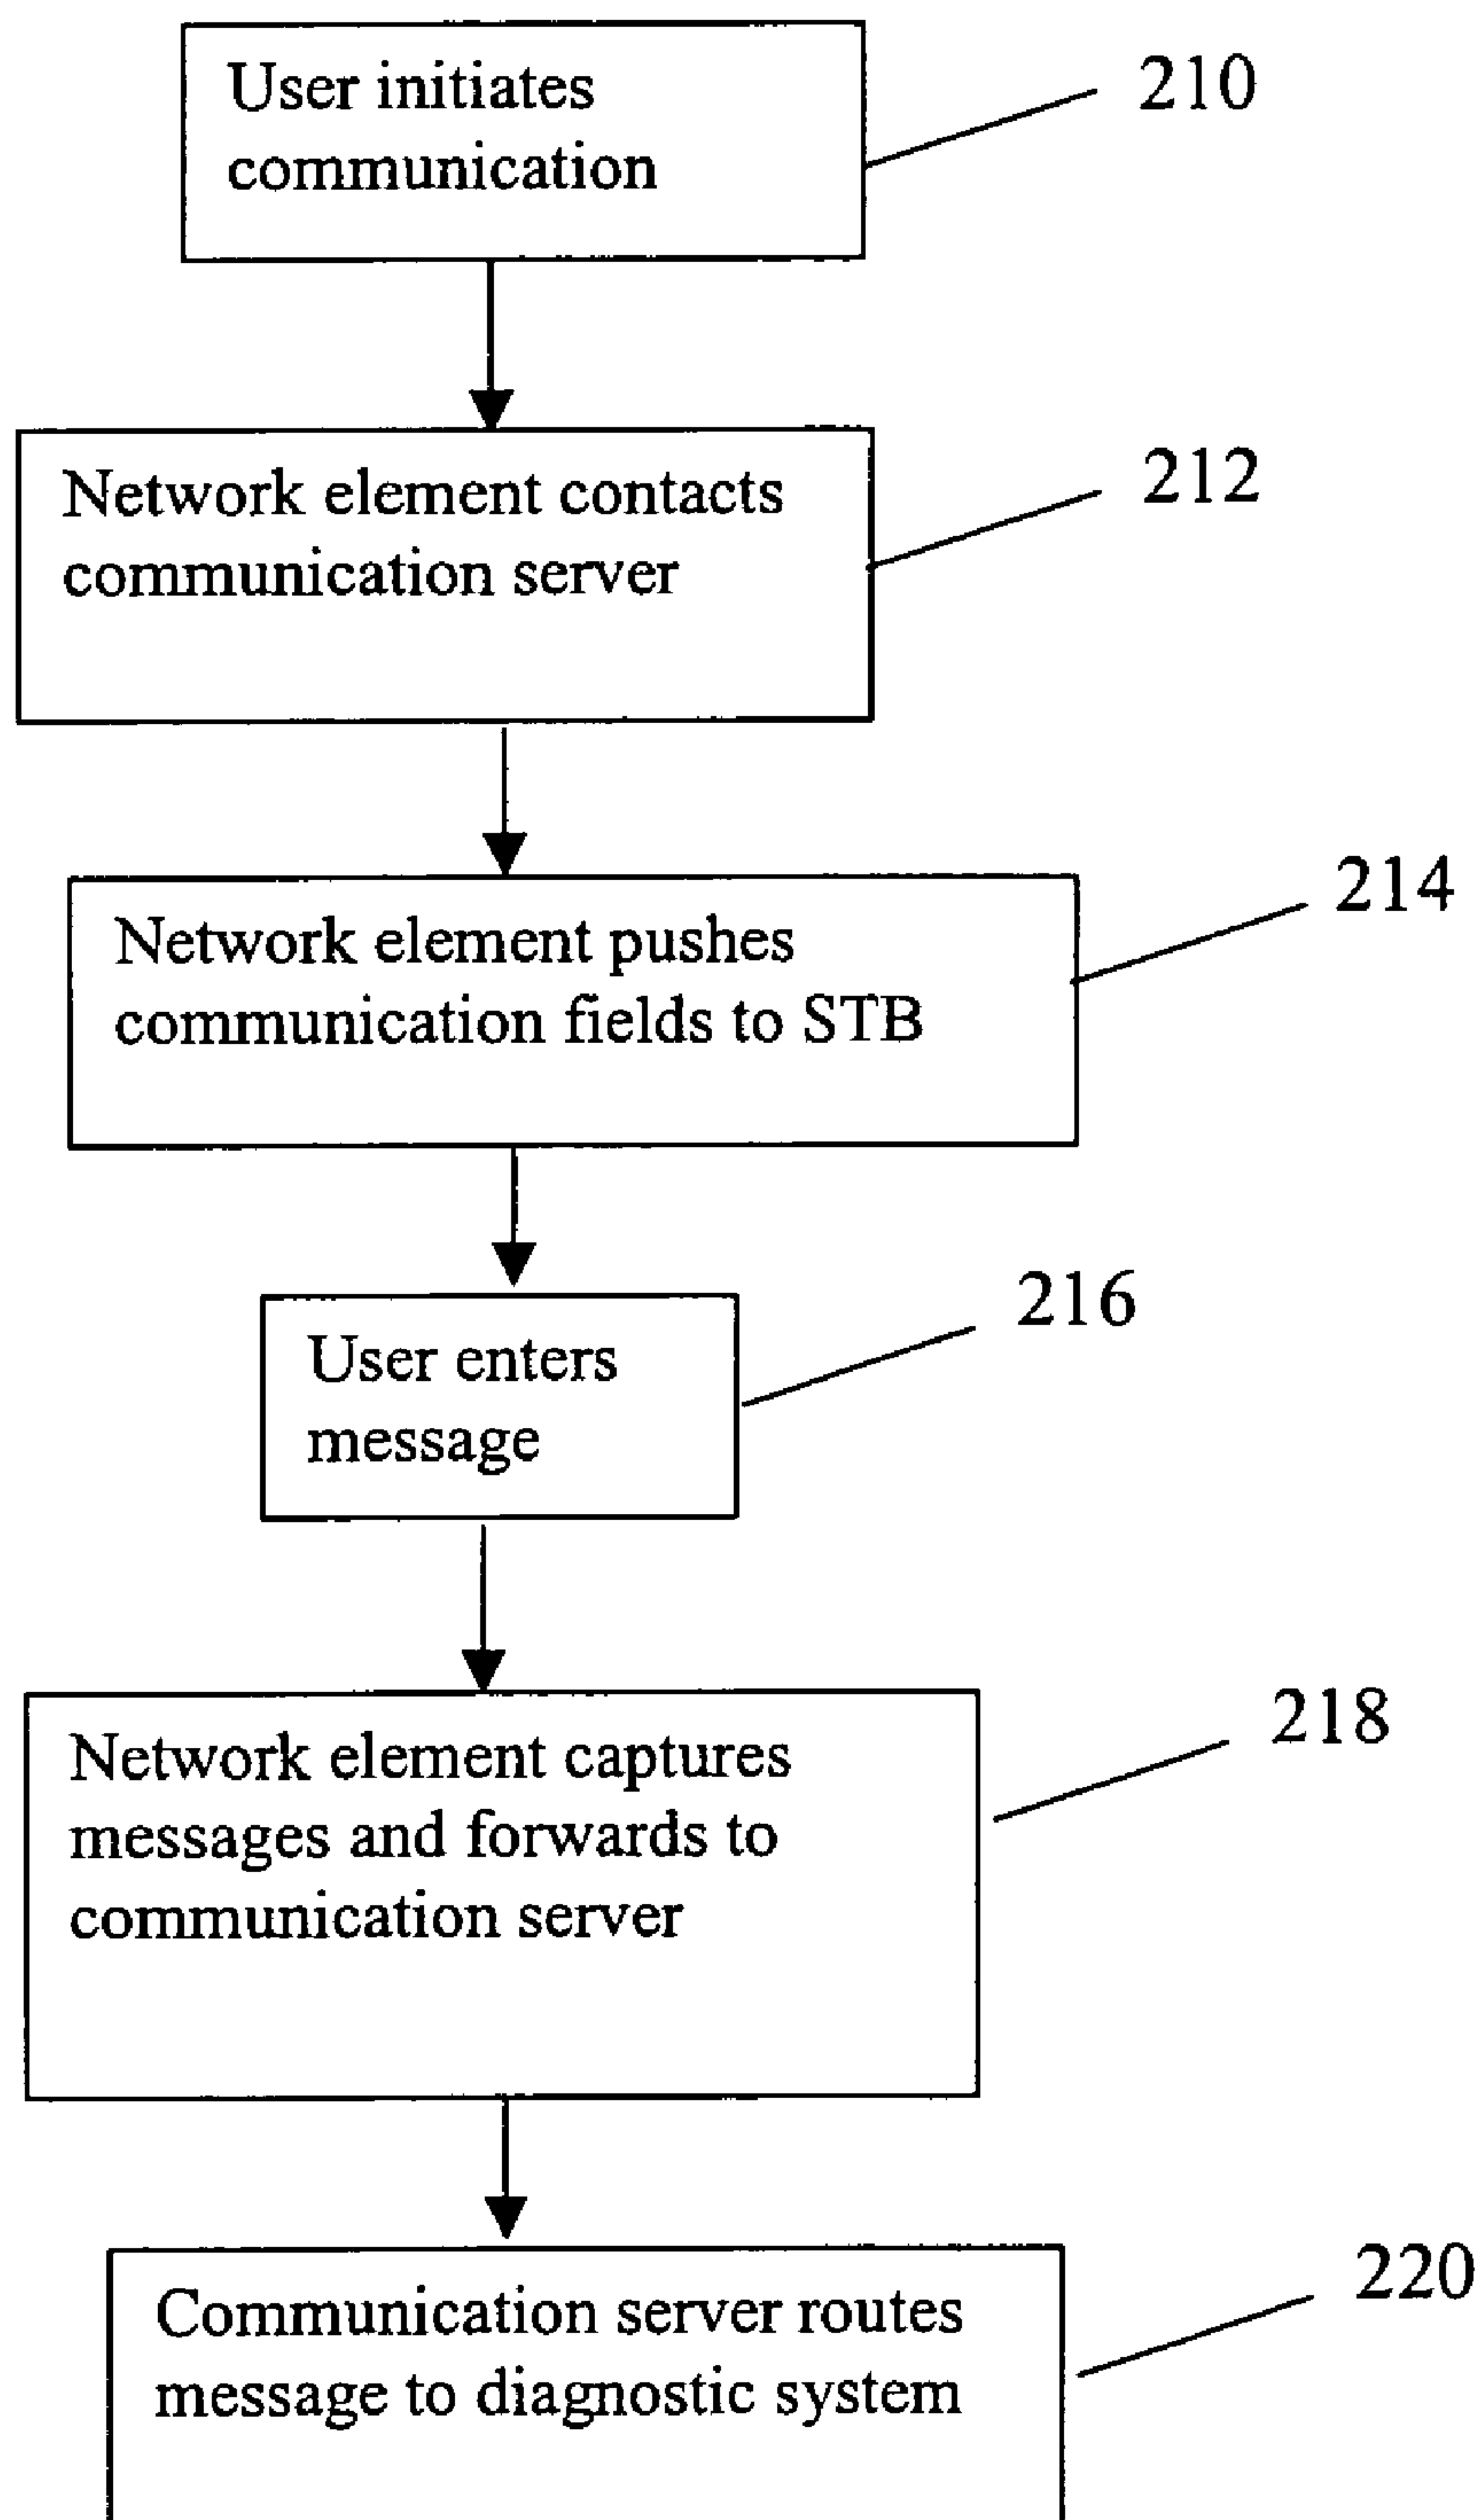 User initiates
communication
210
Network element contacts
communication server
212
Network element pushes
communication fields to STB
214
User enters
message
216
Network element captures
messages and forwards to
communication server
218
Communication server routes
message to diagnostic system
220